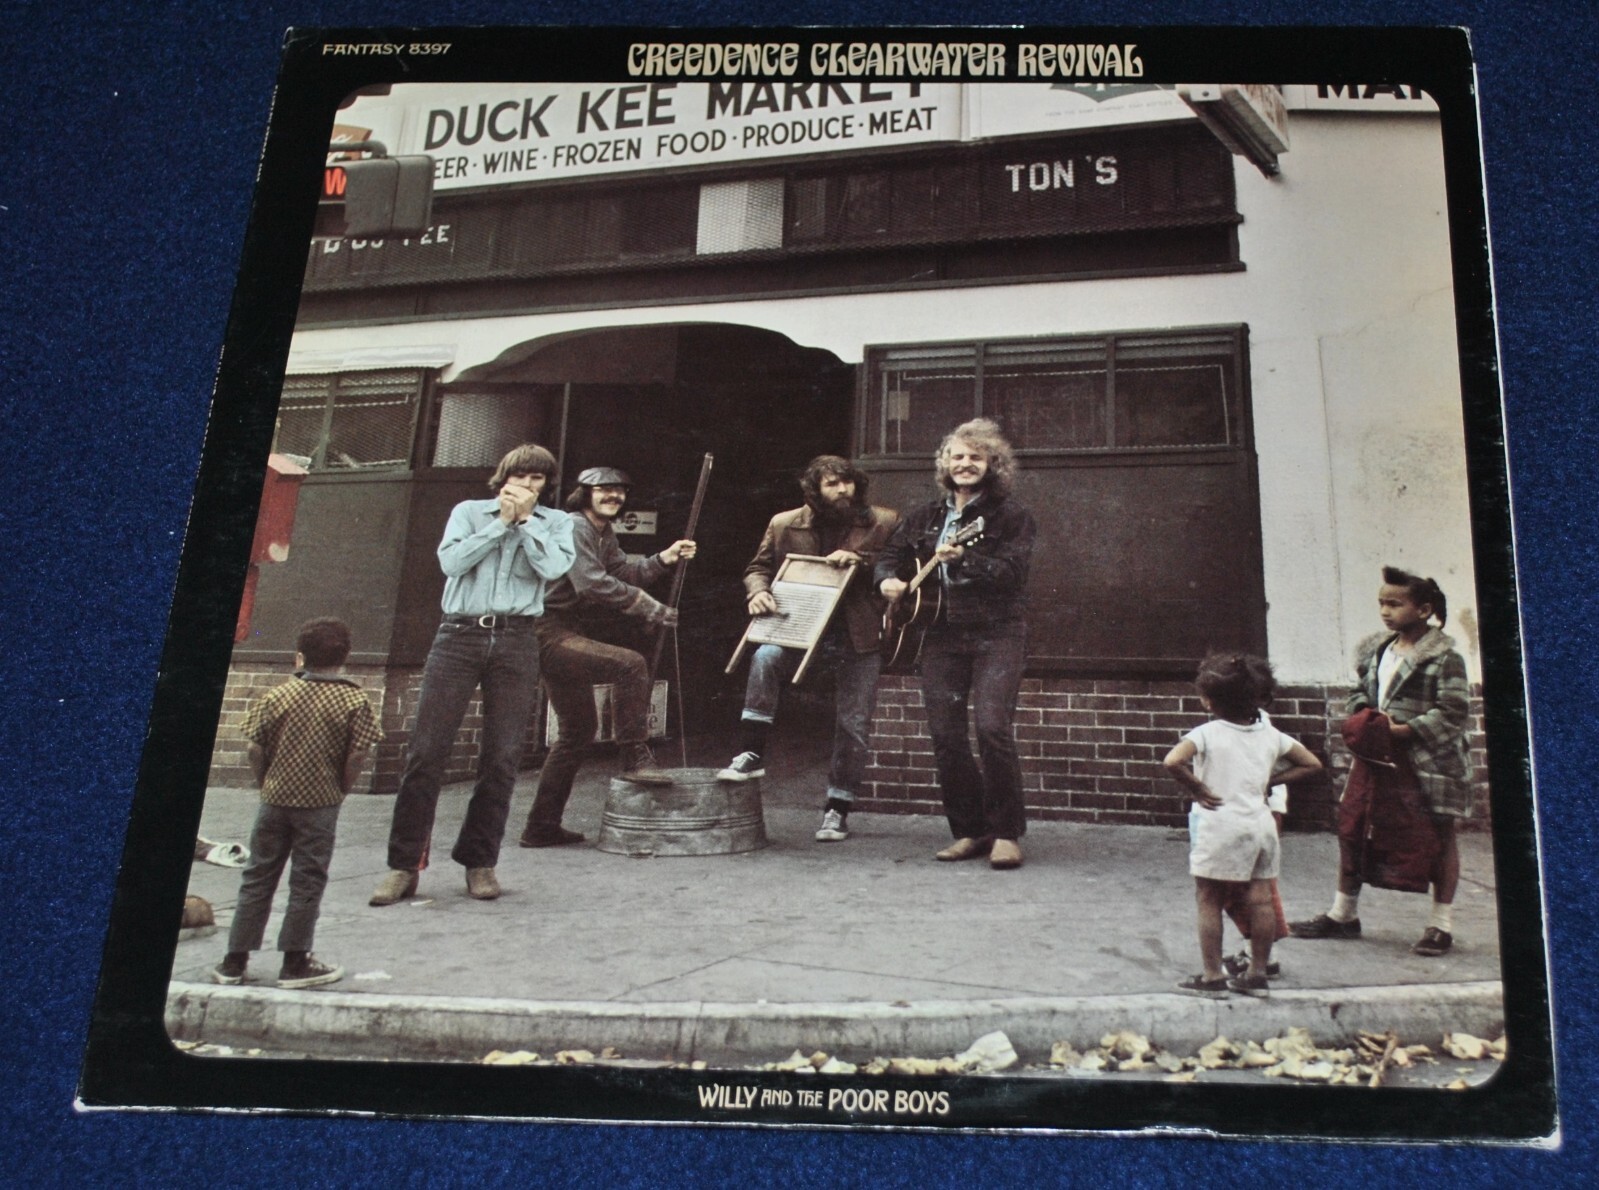 FANTASY 8397
CREEDENCE CLEARWATER REVIVAL
DUCK KEE MARKET
EER · WINE · FROZEN FOOD · PRODUCE · MEAT
TON'S
WILLY AND THE POOR BOYS